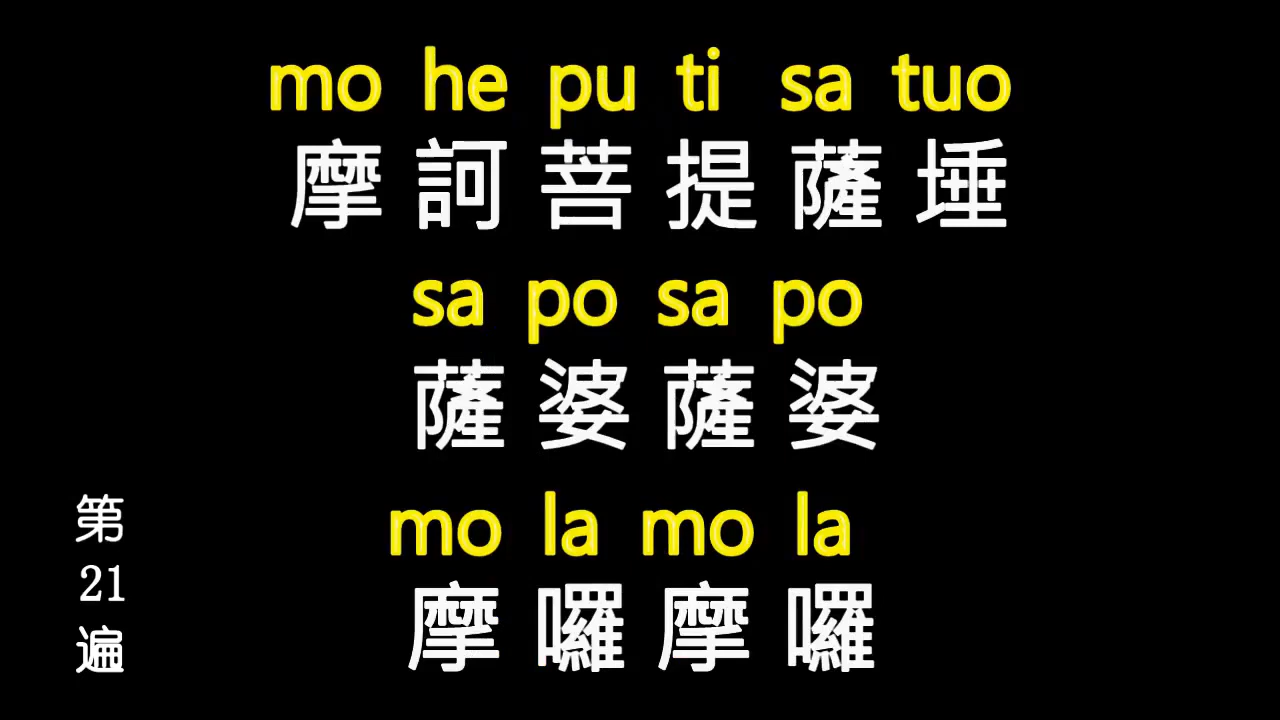 mo he pu ti sa tuo
摩訶菩提薩埵
sa po sa po
薩婆薩婆
mo la mo la
摩囉摩囉
第
21
遍